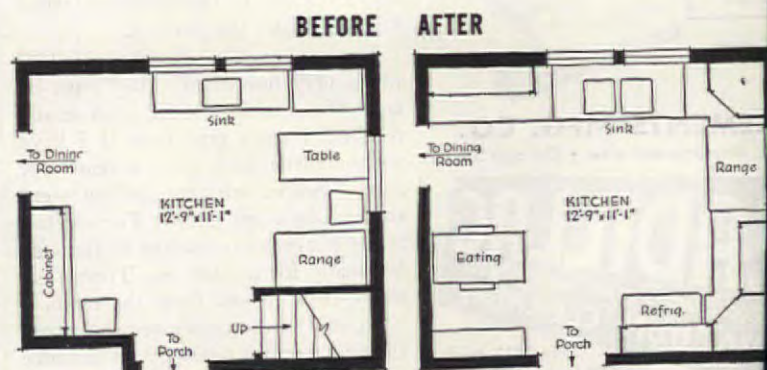 BEFORE AFTER
Sink
To Dining
Room
Table
KITCHEN
12'-9"x11'-1"
Cabinet
Range
UP
To
Porch
Sink
To Dining
Room
Range
KITCHEN
12'-9"x11'-1"
Eating
Refrig.
To
Porch